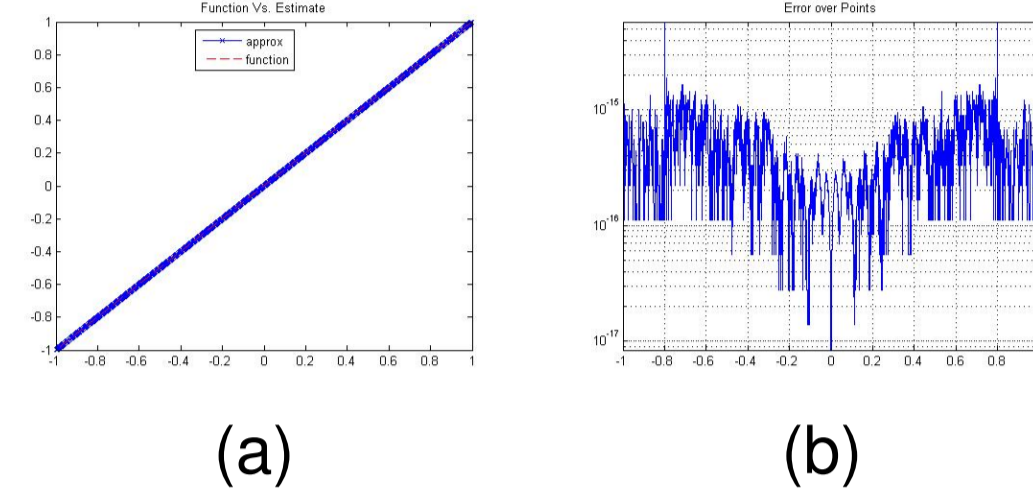 Function Vs. Estimate
1
0.8
0.6
0.4
0.2
0
-0.2
-0.4
-0.6
-0.8
-1
-1 -0.8 -0.6 -0.4 -0.2 0 0.2 0.4 0.6 0.8 1
approx
function
(a)
Error over Points
10^-15
10^-16
10^-17
-1 -0.8 -0.6 -0.4 -0.2 0 0.2 0.4 0.6 0.8
(b)